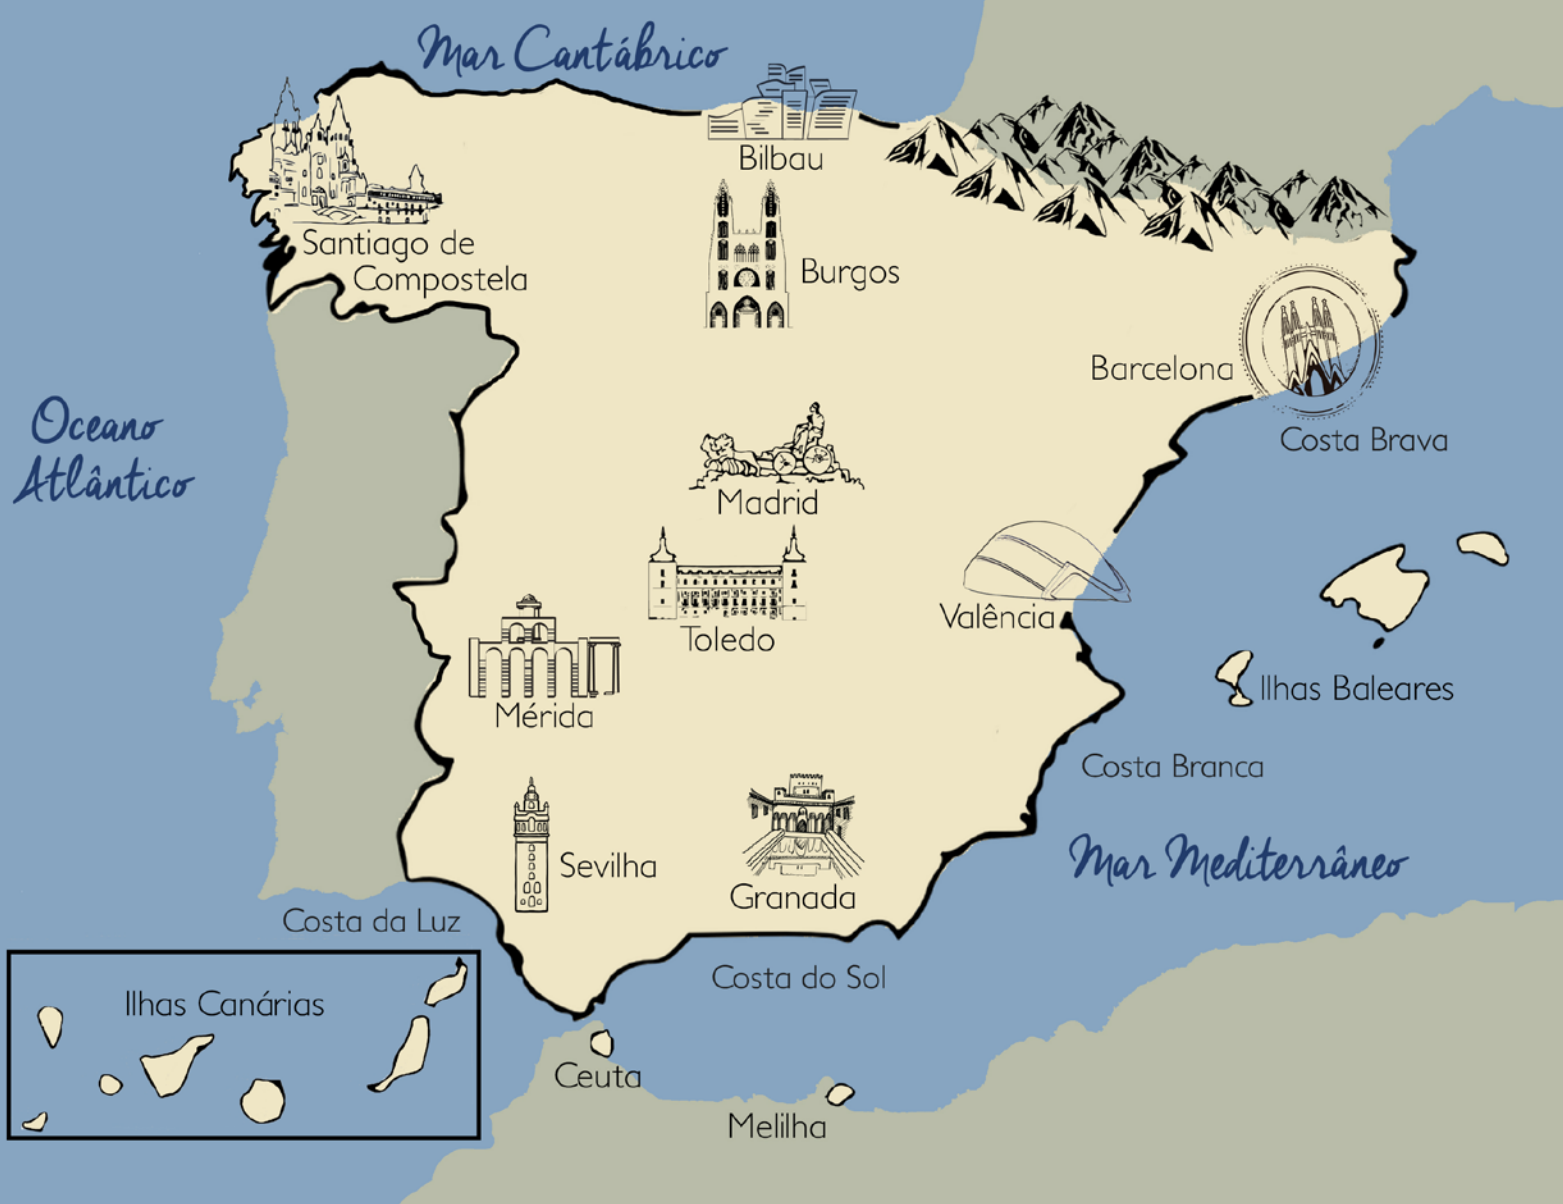 Mar Cantábrico
Bilbau
Santiago de
Compostela
Burgos
Barcelona
Oceano
Atlântico
Costa Brava
Madrid
Valência
Toledo
Ilhas Baleares
Mérida
Costa Branca
Mar Mediterrâneo
Sevilha
Granada
Costa da Luz
Costa do Sol
Ilhas Canárias
Ceuta
Melilha